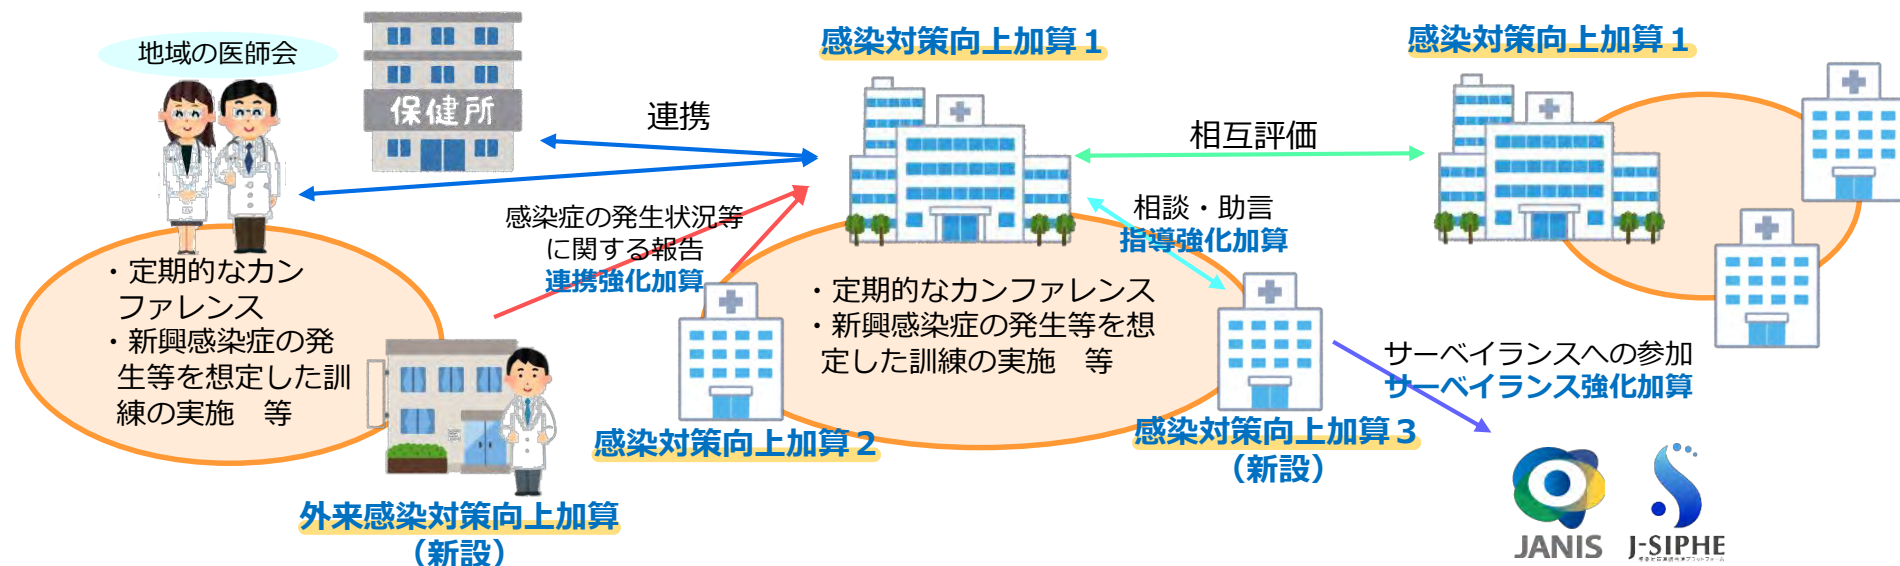 地域の医師会
保健所
連携
感染対策向上加算１
相互評価
感染対策向上加算１
感染症の発生状況等
に関する報告
連携強化加算
相談・助言
指導強化加算
・定期的なカン
ファレンス
・新興感染症の発
生等を想定した訓
練の実施　等
・定期的なカンファレンス
・新興感染症の発生等を想
定した訓練の実施　等
サーベイランスへの参加
サーベイランス強化加算
感染対策向上加算２
感染対策向上加算３
（新設）
外来感染対策向上加算
（新設）
JANIS
J-SIPHE